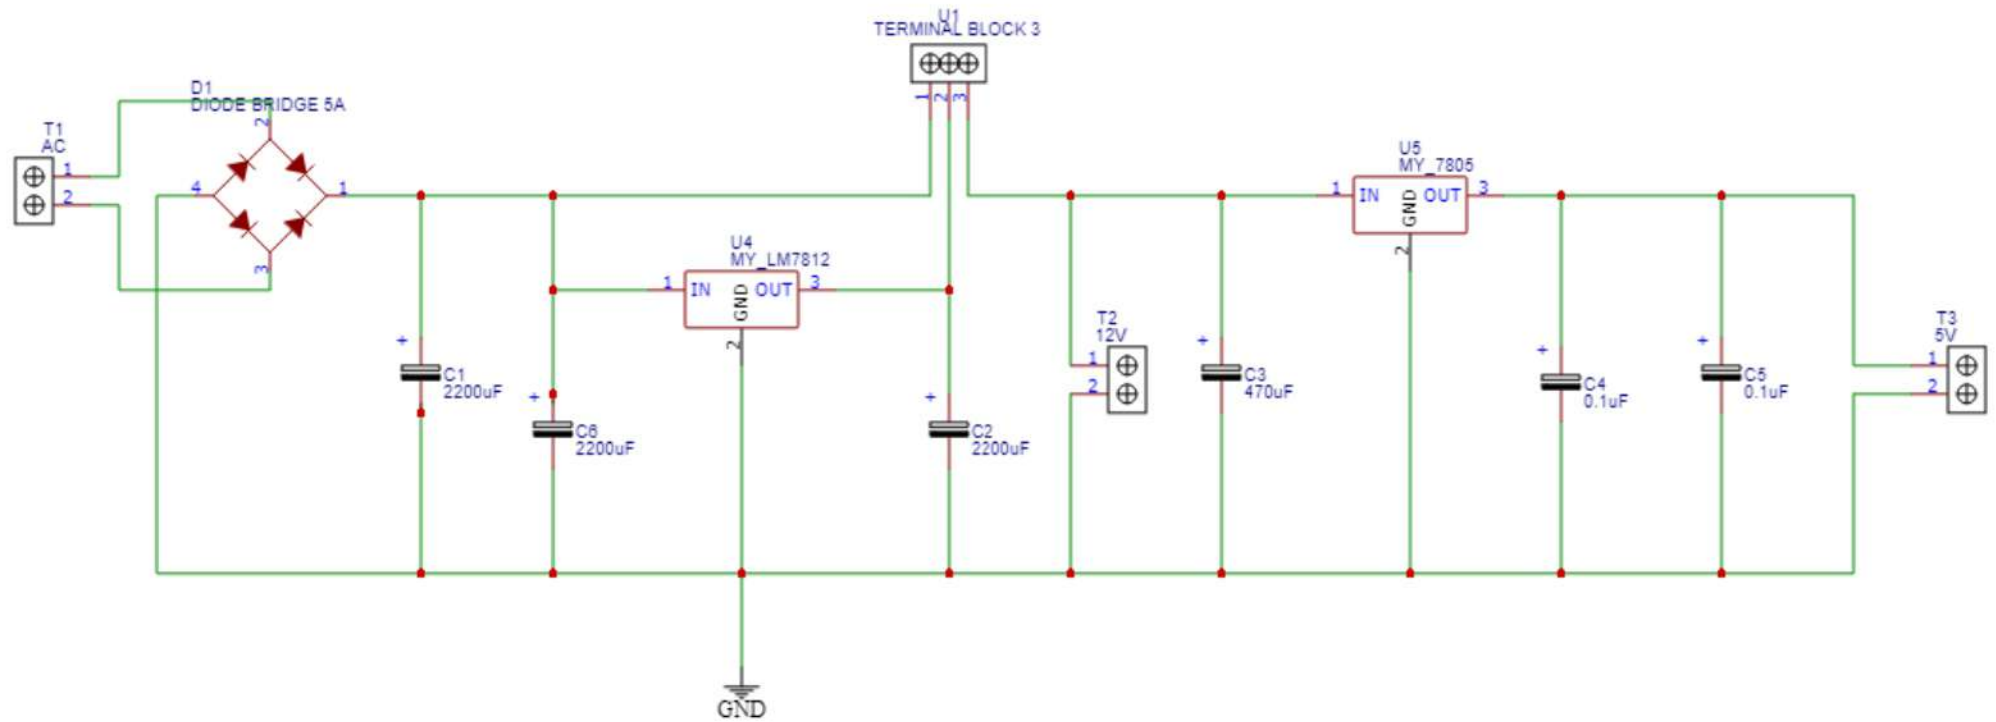 U1
TERMINAL BLOCK 3
1
2
3
D1
DIODE BRIDGE 5A
2
4
1
3
T1
AC
1
2
U4
MY_LM7812
1
IN
GND
OUT
3
2
U5
MY_7805
1
IN
GND
OUT
3
2
+
C1
2200uF
+
C6
2200uF
+
C2
2200uF
T2
12V
1
2
+
C3
470uF
+
C4
0.1uF
+
C5
0.1uF
T3
5V
1
2
GND